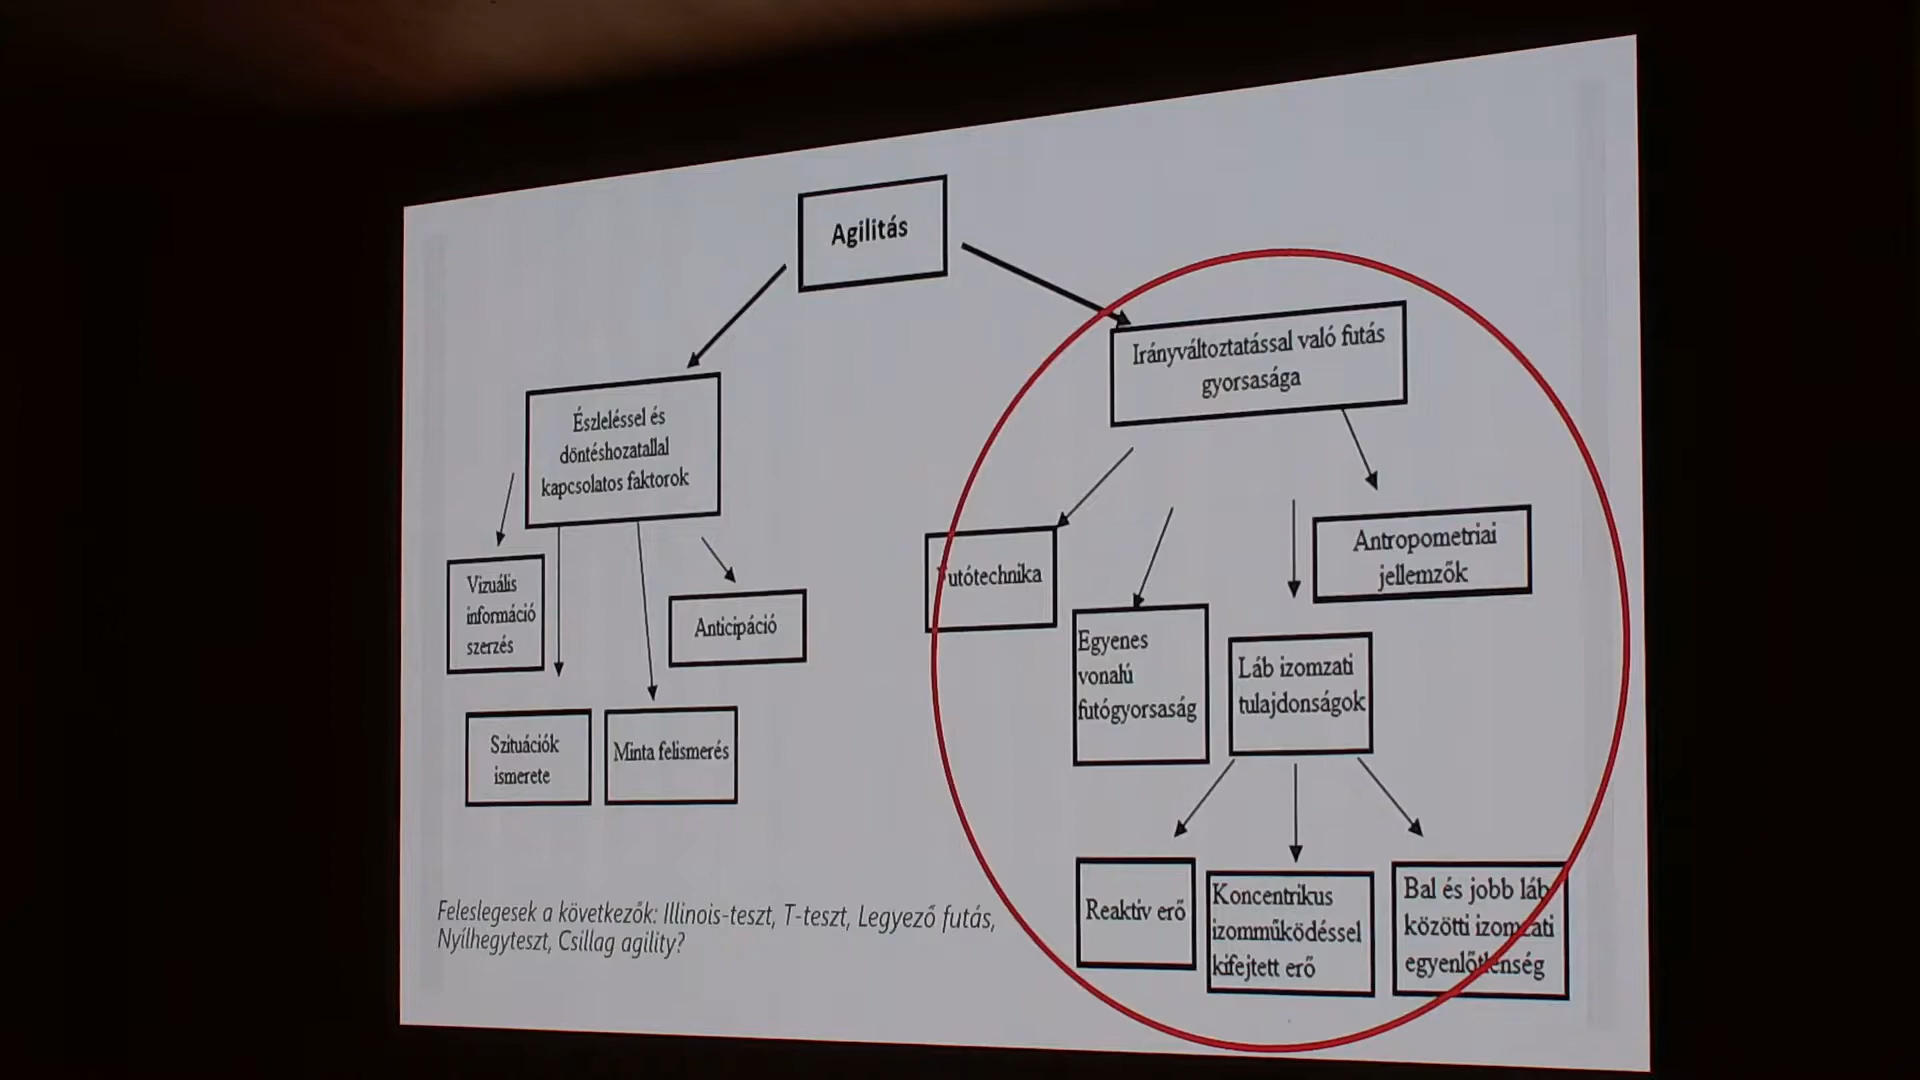 Agilitás
Irányváltoztatással való futás
gyorsasága
Észleléssel és
döntéshozatallal
kapcsolatos faktorok
Vizuális
információ
szerzés
Szituációk
ismerete
Minta felismerés
Anticipáció
Futótechnika
Egyenes
vonalú
futógyorsaság
Láb izomzati
tulajdonságok
Antropometriai
jellemzők
Reaktív erő
Koncentrikus
izomműködéssel
kifejtett erő
Bal és jobb láb
közötti izomzati
egyenlőtlenség
Feleslegesek a következők: Illinois-teszt, T-teszt, Legyező futás,
Nyílhegyteszt, Csillag agility?